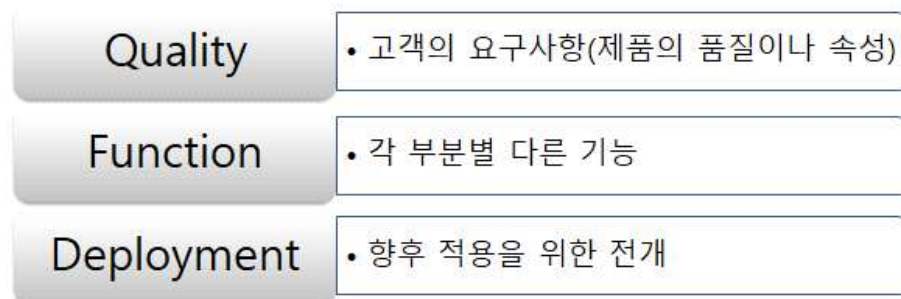 Quality
• 고객의 요구사항(제품의 품질이나 속성)
Function
• 각 부분별 다른 기능
Deployment
• 향후 적용을 위한 전개